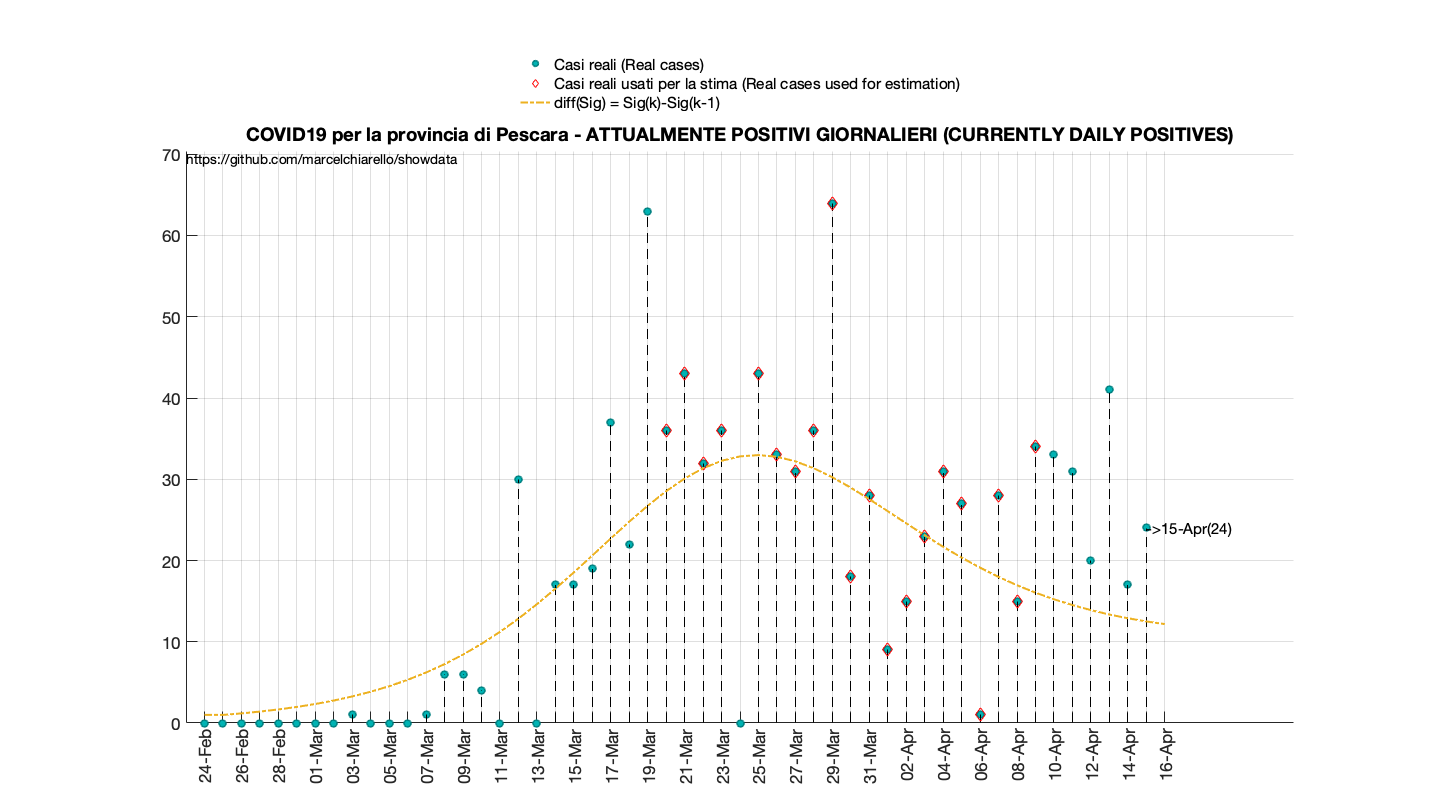 Casi reali (Real cases)
Casi reali usati per la stima (Real cases used for estimation)
diff(Sig) = Sig(k)-Sig(k-1)
COVID19 per la provincia di Pescara - ATTUALMENTE POSITIVI GIORNALIERI (CURRENTLY DAILY POSITIVES)
https://github.com/marcelchiarello/showdata
70
60
50
40
30
20
10
0
->15-Apr(24)
24-Feb
26-Feb
28-Feb
01-Mar
03-Mar
05-Mar
07-Mar
09-Mar
11-Mar
13-Mar
15-Mar
17-Mar
19-Mar
21-Mar
23-Mar
25-Mar
27-Mar
29-Mar
31-Mar
02-Apr
04-Apr
06-Apr
08-Apr
10-Apr
12-Apr
14-Apr
16-Apr